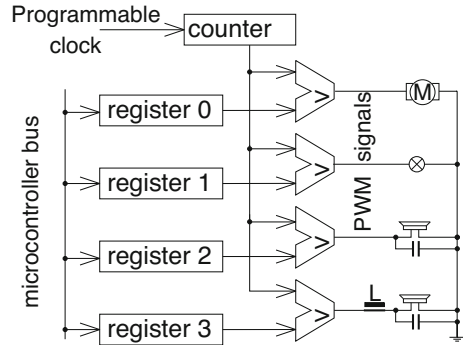 Programmable
clock
counter
register 0
register 1
register 2
register 3
microcontroller bus
>
>
>
>
PWM signals
M
L